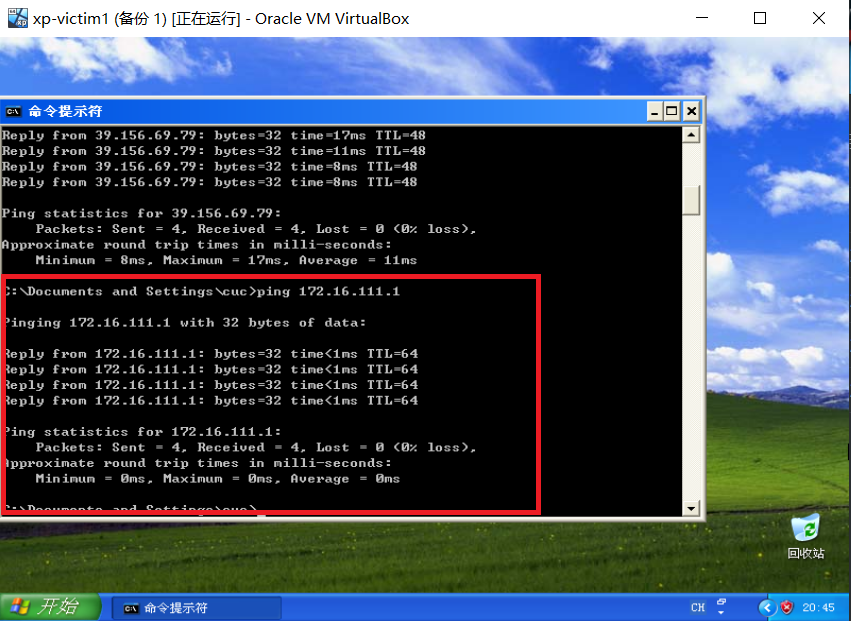 xp-victim1 (备份 1) [正在运行] - Oracle VM VirtualBox
命令提示符
Reply from 39.156.69.79: bytes=32 time=17ms TTL=48
Reply from 39.156.69.79: bytes=32 time=11ms TTL=48
Reply from 39.156.69.79: bytes=32 time=8ms TTL=48
Reply from 39.156.69.79: bytes=32 time=8ms TTL=48
Ping statistics for 39.156.69.79:
Packets: Sent = 4, Received = 4, Lost = 0 (0% loss),
Approximate round trip times in milli-seconds:
Minimum = 8ms, Maximum = 17ms, Average = 11ms
C:\Documents and Settings\cuc>ping 172.16.111.1
Pinging 172.16.111.1 with 32 bytes of data:
Reply from 172.16.111.1: bytes=32 time<1ms TTL=64
Reply from 172.16.111.1: bytes=32 time<1ms TTL=64
Reply from 172.16.111.1: bytes=32 time<1ms TTL=64
Reply from 172.16.111.1: bytes=32 time<1ms TTL=64
Ping statistics for 172.16.111.1:
Packets: Sent = 4, Received = 4, Lost = 0 (0% loss),
Approximate round trip times in milli-seconds:
Minimum = 0ms, Maximum = 0ms, Average = 0ms
C:\Documents and Settings\cuc>_
回收站
开始
命令提示符
CH
20:45